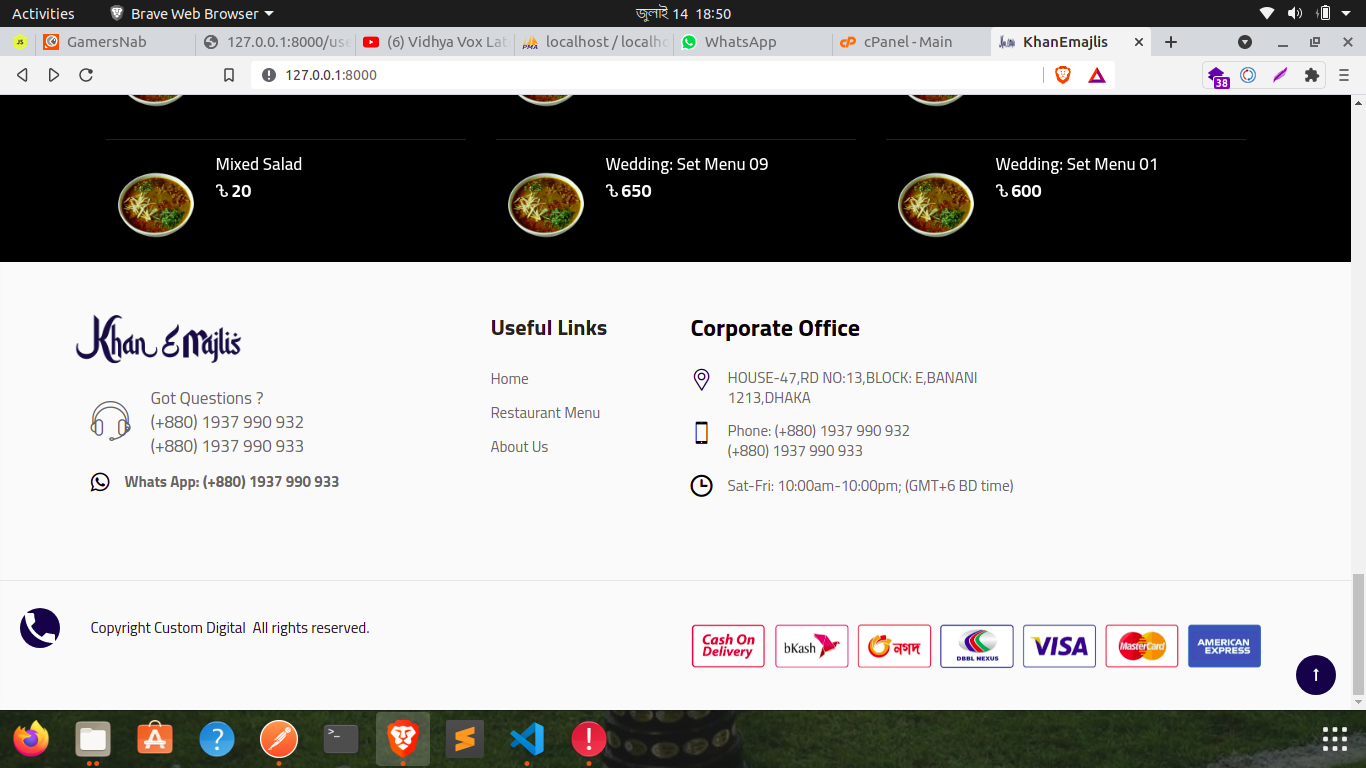 Activities
Brave Web Browser
জুলাই 14 18:50
JS
GamersNab
127.0.0.1:8000/use
(6) Vidhya Vox Lat
PMA
localhost / localho
WhatsApp
cP
cPanel - Main
KhanEmajlis
127.0.0.1:8000
38
Mixed Salad
৳ 20
Wedding: Set Menu 09
৳ 650
Wedding: Set Menu 01
৳ 600
Khan E Majlis
Got Questions ?
(+880) 1937 990 932
(+880) 1937 990 933
Whats App: (+880) 1937 990 933
Useful Links
Home
Restaurant Menu
About Us
Corporate Office
HOUSE-47,RD NO:13,BLOCK: E,BANANI
1213,DHAKA
Phone: (+880) 1937 990 932
(+880) 1937 990 933
Sat-Fri: 10:00am-10:00pm; (GMT+6 BD time)
Copyright Custom Digital All rights reserved.
Cash On
Delivery
bKash
নগদ
DBBL NEXUS
VISA
MasterCard
AMERICAN
EXPRESS